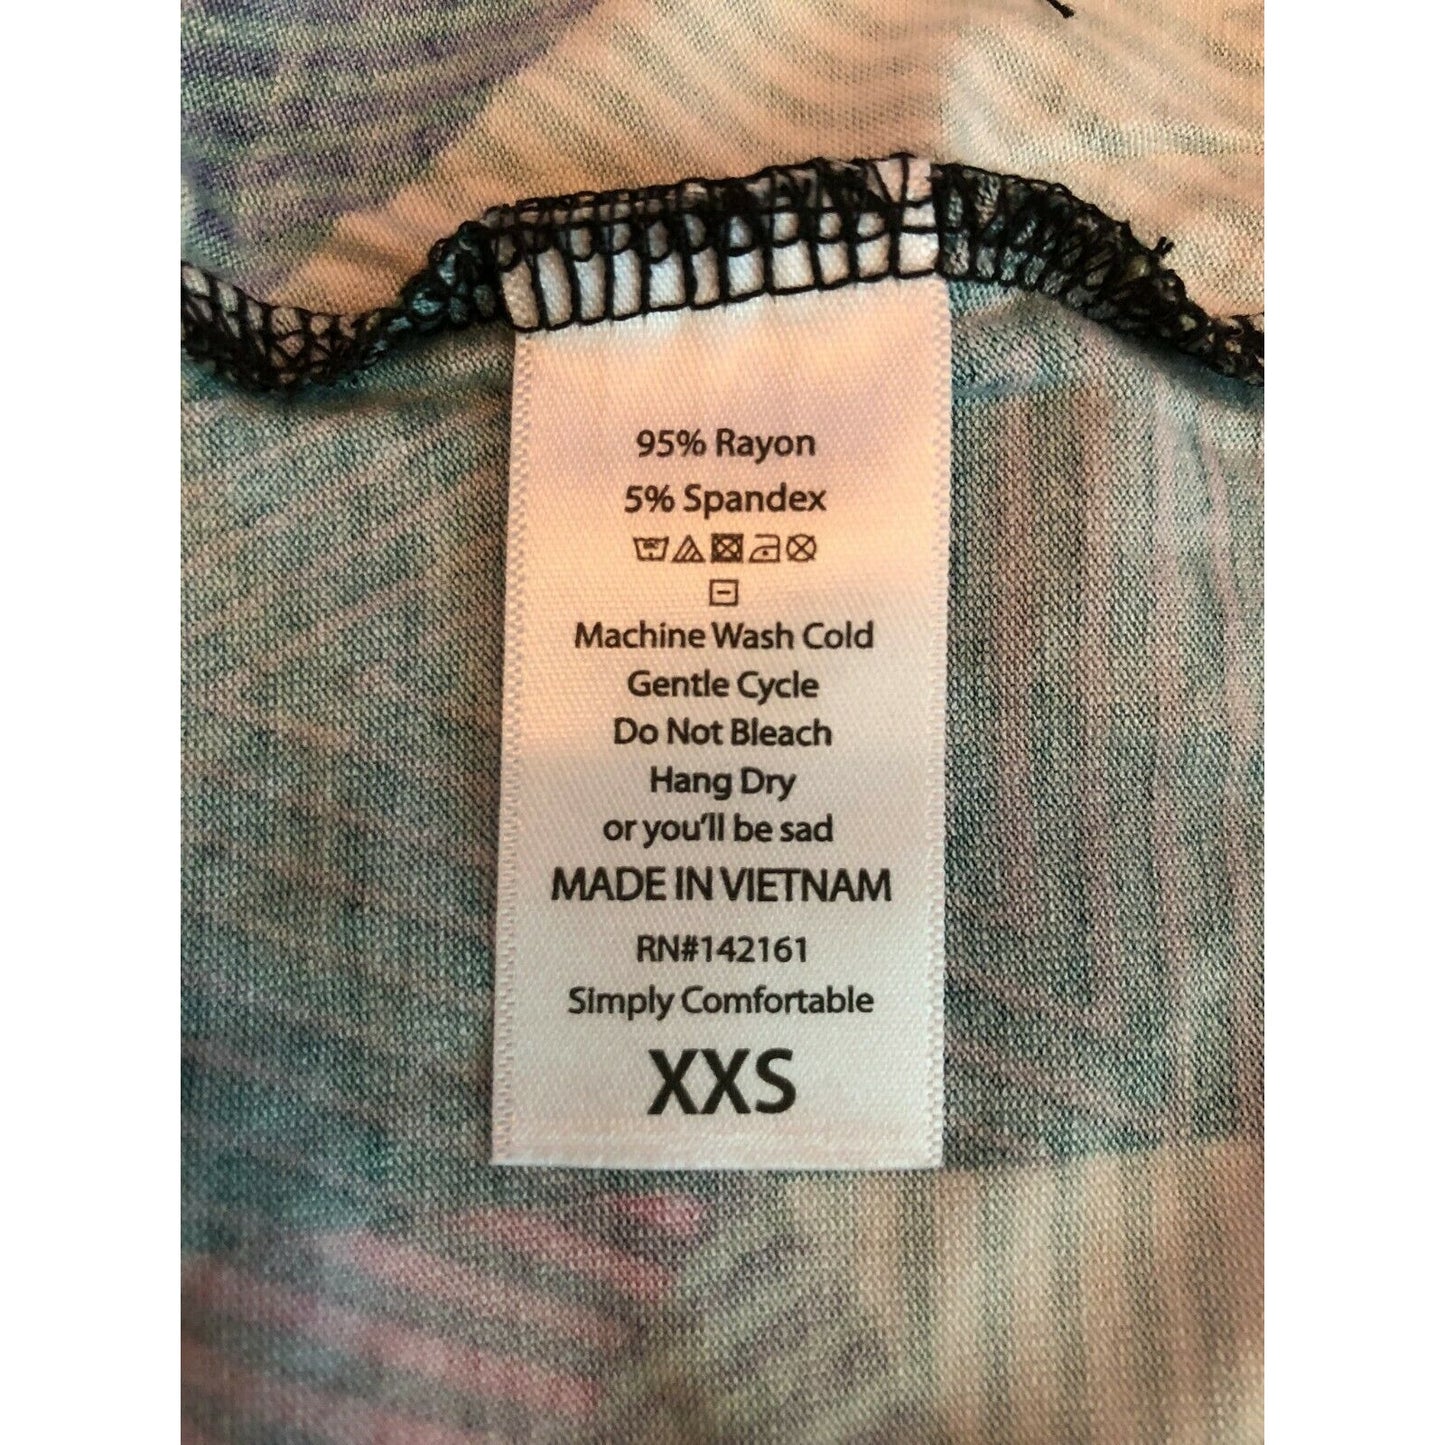 95% Rayon
5% Spandex
Machine Wash Cold
Gentle Cycle
Do Not Bleach
Hang Dry
or you'll be sad
MADE IN VIETNAM
RN#142161
Simply Comfortable
XXS